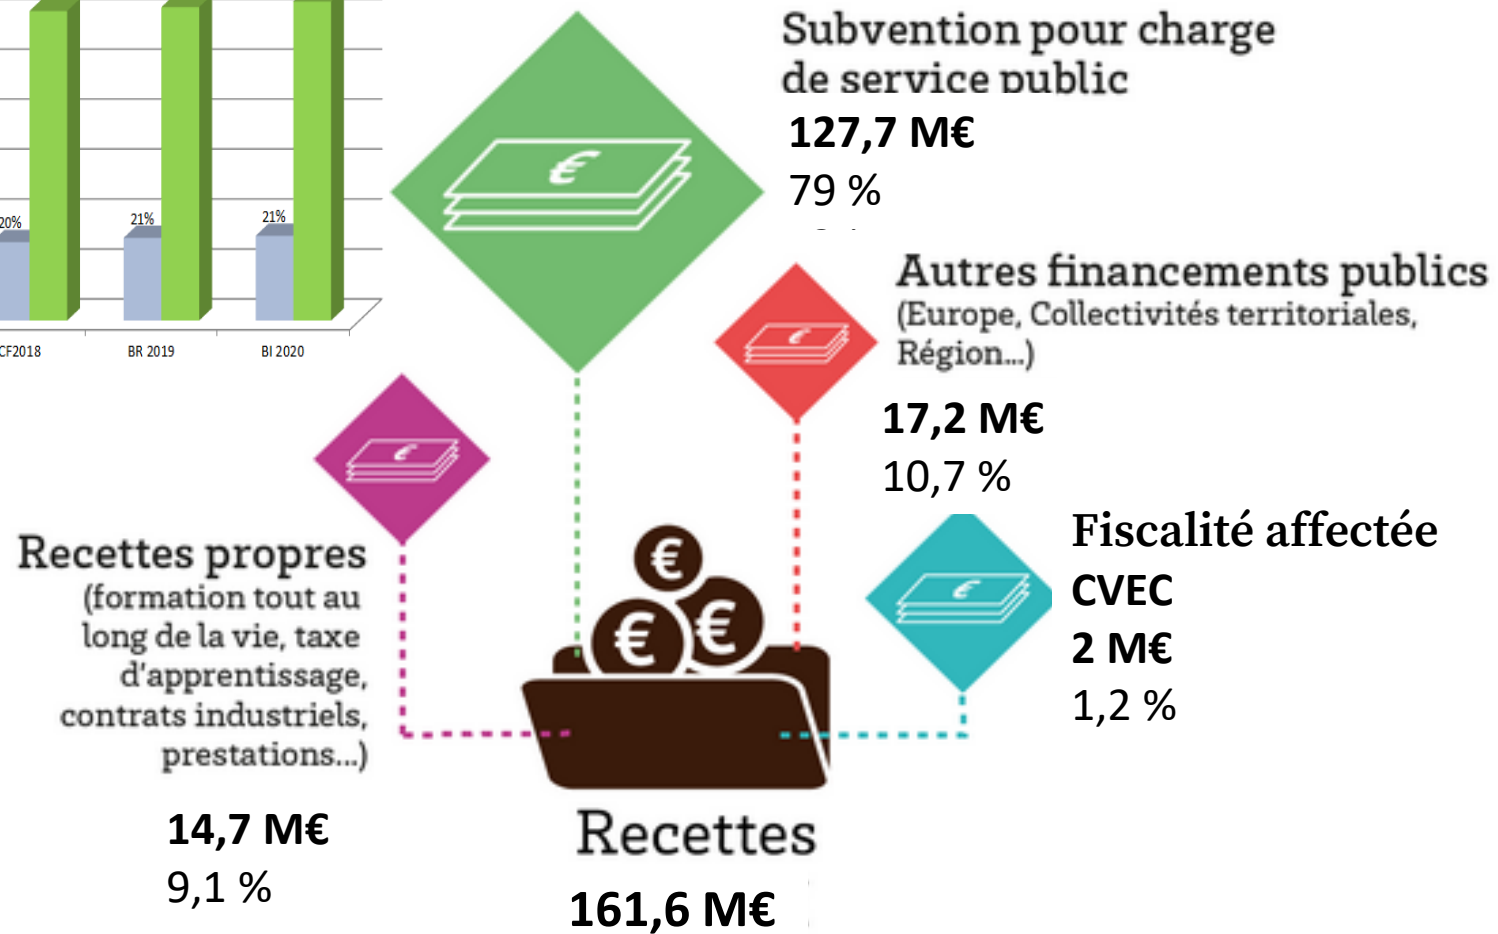 20%
21%
21%
CF2018
BR 2019
BI 2020
Subvention pour charge
de service public
127,7 M€
79 %
Autres financements publics
(Europe, Collectivités territoriales,
Région...)
17,2 M€
10,7 %
Fiscalité affectée
CVEC
2 M€
1,2 %
Recettes propres
(formation tout au
long de la vie, taxe
d'apprentissage,
contrats industriels,
prestations...)
14,7 M€
9,1 %
€
€
€
€
€
€
€
Recettes
161,6 M€